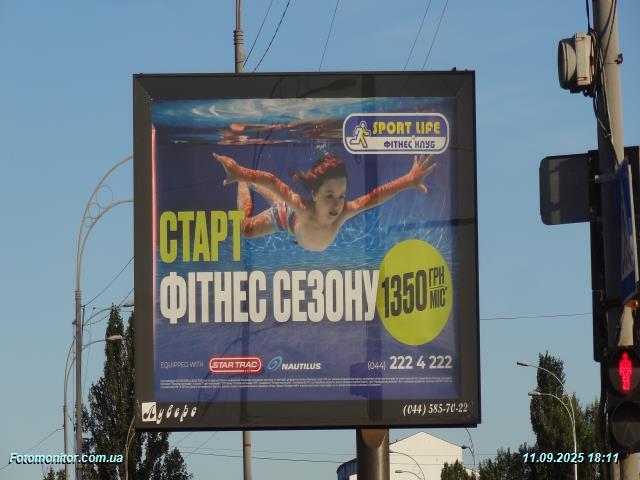 SPORT LIFE
ФІТНЕС КЛУБ
СТАРТ
ФІТНЕС СЕЗОНУ
1350 ГРН
МІС*
EQUIPPED WITH STAR TRAC NAUTILUS
(044) 222 4 222
Луверс (044) 585-70-22
Fotomonitor.com.ua 11.09.2025 18:11